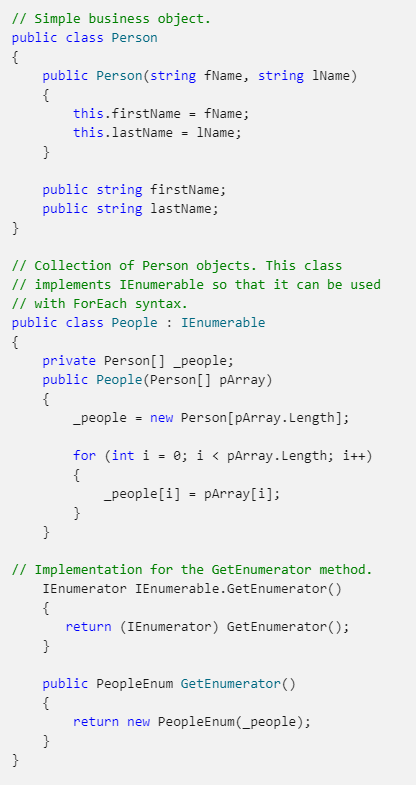 // Simple business object.
public class Person
{
    public Person(string fName, string lName)
    {
        this.firstName = fName;
        this.lastName = lName;
    }

    public string firstName;
    public string lastName;
}

// Collection of Person objects. This class
// implements IEnumerable so that it can be used
// with ForEach syntax.
public class People : IEnumerable
{
    private Person[] _people;
    public People(Person[] pArray)
    {
        _people = new Person[pArray.Length];

        for (int i = 0; i < pArray.Length; i++)
        {
            _people[i] = pArray[i];
        }
    }

// Implementation for the GetEnumerator method.
    IEnumerator IEnumerable.GetEnumerator()
    {
       return (IEnumerator) GetEnumerator();
    }

    public PeopleEnum GetEnumerator()
    {
        return new PeopleEnum(_people);
    }
}